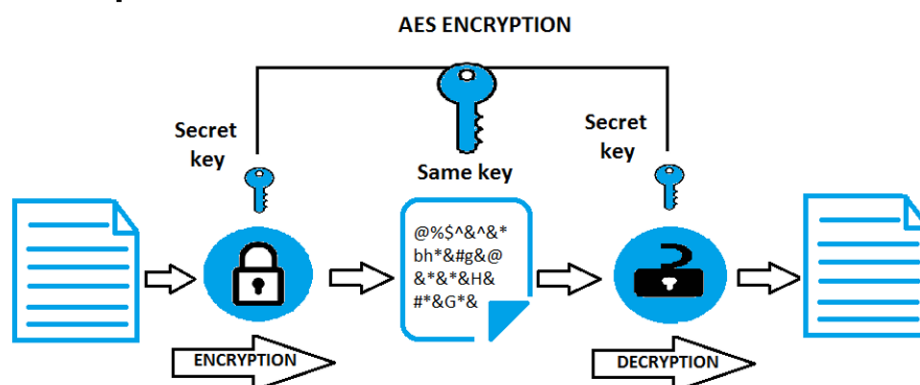 AES ENCRYPTION
Secret
key
Same key
Secret
key
@%$^&^&*
bh*&#g&@
&*&*&H&
#*&G*&
ENCRYPTION
DECRYPTION